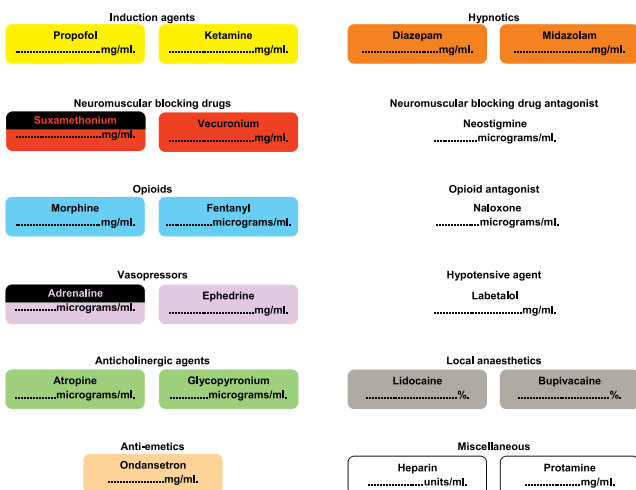 Induction agents
Propofol
......................mg/ml.
Ketamine
......................mg/ml.
Hypnotics
Diazepam
......................mg/ml.
Midazolam
......................mg/ml.
Neuromuscular blocking drugs
Suxamethonium
......................mg/ml.
Vecuronium
......................mg/ml.
Neuromuscular blocking drug antagonist
Neostigmine
............micrograms/ml.
Opioids
Morphine
......................mg/ml.
Fentanyl
............micrograms/ml.
Opioid antagonist
Naloxone
............micrograms/ml.
Vasopressors
Adrenaline
............micrograms/ml.
Ephedrine
......................mg/ml.
Hypotensive agent
Labetalol
......................mg/ml.
Anticholinergic agents
Atropine
............micrograms/ml.
Glycopyrronium
............micrograms/ml.
Local anaesthetics
Lidocaine
............................%.
Bupivacaine
............................%.
Anti-emetics
Ondansetron
......................mg/ml.
Miscellaneous
Heparin
..................units/ml.
Protamine
......................mg/ml.